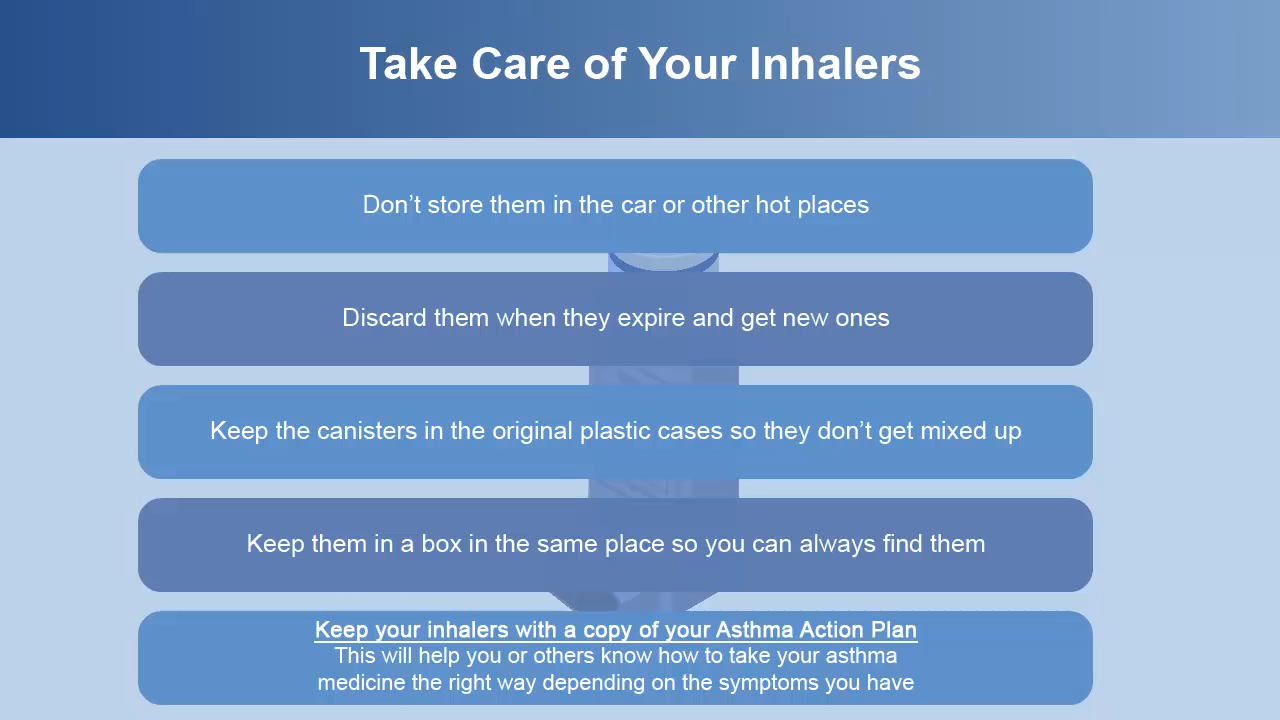 Take Care of Your Inhalers
Don’t store them in the car or other hot places
Discard them when they expire and get new ones
Keep the canisters in the original plastic cases so they don’t get mixed up
Keep them in a box in the same place so you can always find them
Keep your inhalers with a copy of your Asthma Action Plan
This will help you or others know how to take your asthma
medicine the right way depending on the symptoms you have